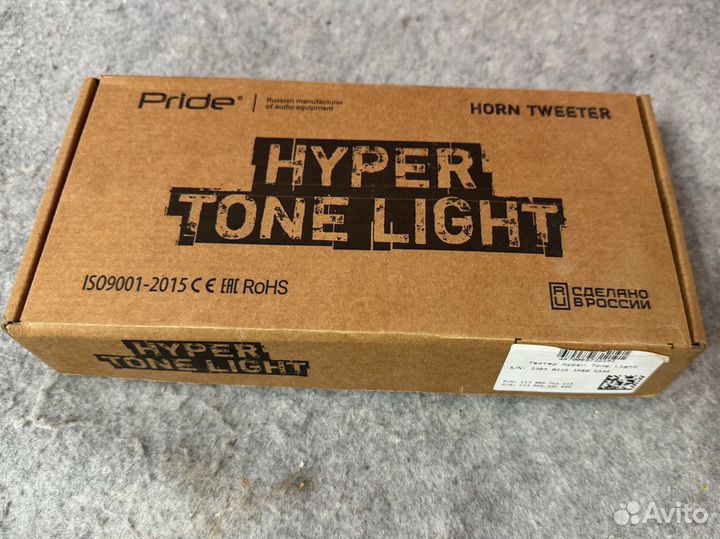 Pride®
Russian manufacturer
of audio equipment
HORN TWEETER
HYPER
TONE LIGHT
ISO9001-2015 CE EAC RoHS
RU СДЕЛАНО
В РОССИИ
HYPER
TONE LIGHT
Твитер Hyper Tone Light
Avito